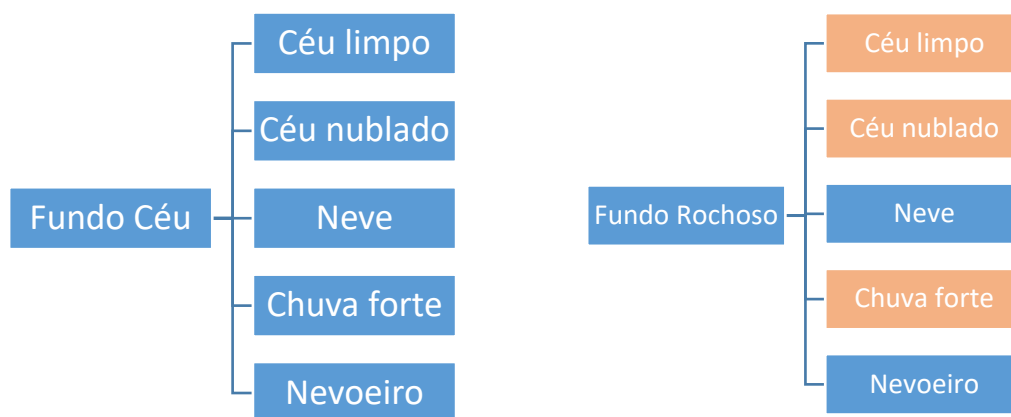 Fundo Céu
Céu limpo
Céu nublado
Neve
Chuva forte
Nevoeiro
Fundo Rochoso
Céu limpo
Céu nublado
Neve
Chuva forte
Nevoeiro